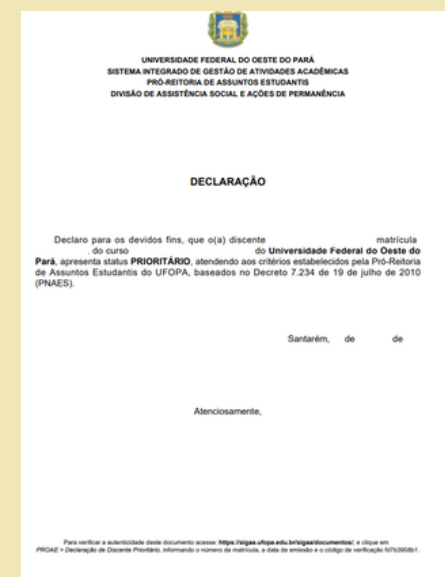 UNIVERSIDADE FEDERAL DO OESTE DO PARÁ
SISTEMA INTEGRADO DE GESTÃO DE ATIVIDADES ACADÊMICAS
PRÓ-REITORIA DE ASSUNTOS ESTUDANTIS
DIVISÃO DE ASSISTÊNCIA SOCIAL E AÇÕES DE PERMANÊNCIA
DECLARAÇÃO
Declaro para os devidos fins, que o(a) discente matrícula
, do curso do Universidade Federal do Oeste do
Pará, apresenta status PRIORITÁRIO, atendendo aos critérios estabelecidos pela Pró-Reitoria
de Assuntos Estudantis do UFOPA, baseados no Decreto 7.234 de 19 de julho de 2010
(PNAES).
Santarém, de de
Atenciosamente,
Para verificar a autenticidade deste documento acesse: https://sigaa.ufopa.edu.br/sigaa/documentos/, e clique em
PROAE > Declaração de Discente Prioritário, informando o número da matrícula, a data de emissão e o código de verificação